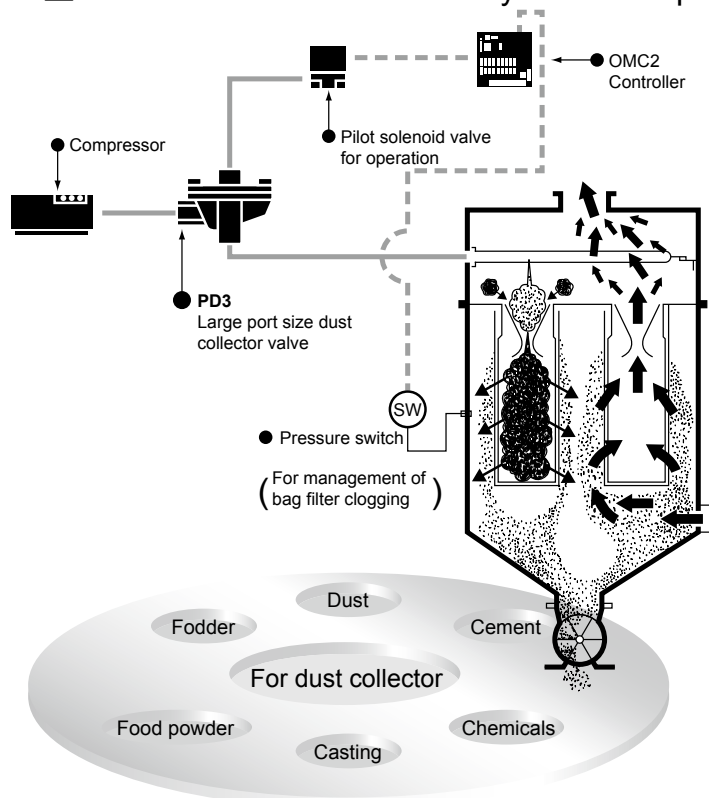 OMC2
Controller
Pilot solenoid valve
for operation
Compressor
PD3
Large port size dust
collector valve
SW
Pressure switch
(For management of
bag filter clogging)
Dust
Fodder
Cement
For dust collector
Food powder
Chemicals
Casting